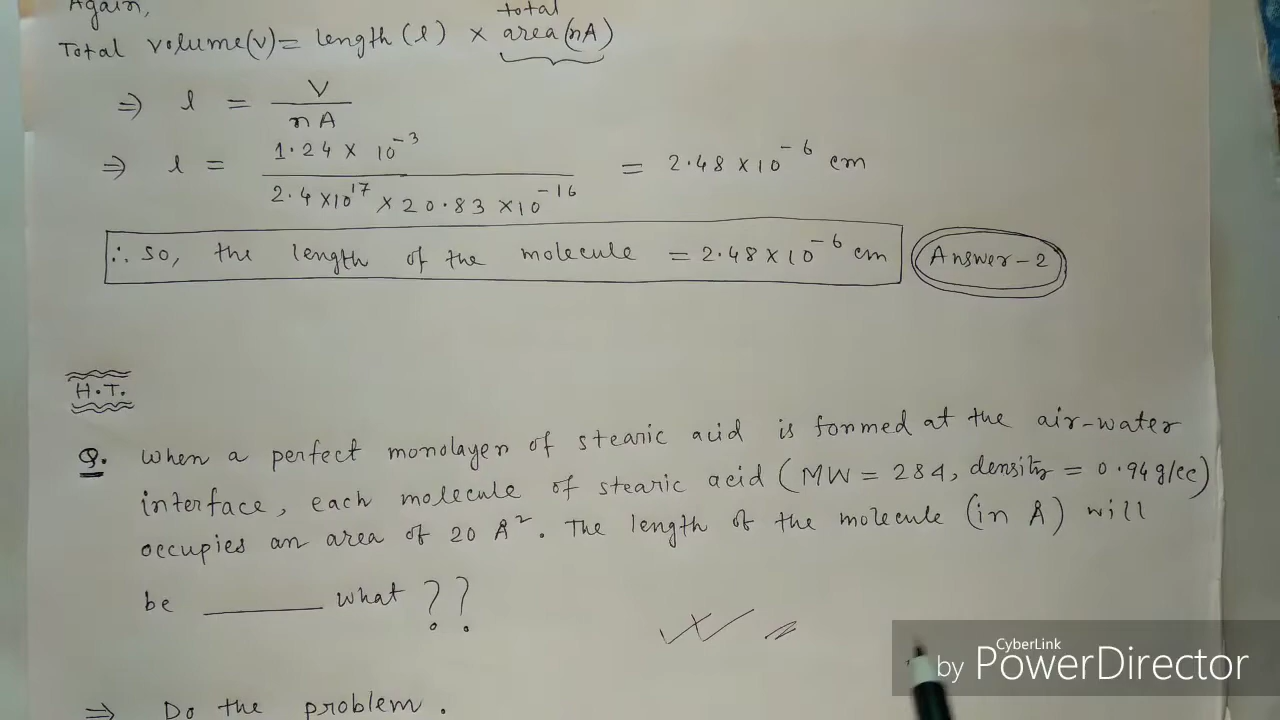 Again,
total
Total volume(v)= length (l) × area (nA)
⇒ l = V / nA
⇒ l = 1.24 × 10⁻³ / 2.4 ×10¹⁷ × 20.83 ×10⁻¹⁶ = 2.48 × 10⁻⁶ cm
∴ so, the length of the molecule = 2.48 × 10⁻⁶ cm Answer-2
H.T.
Q. When a perfect monolayer of stearic acid is formed at the air-water
interface, each molecule of stearic acid (MW = 284, density = 0.94 g/cc)
occupies an area of 20 Å². The length of the molecule (in Å) will
be ______ what ??
by CyberLink PowerDirector
⇒ Do the problem.